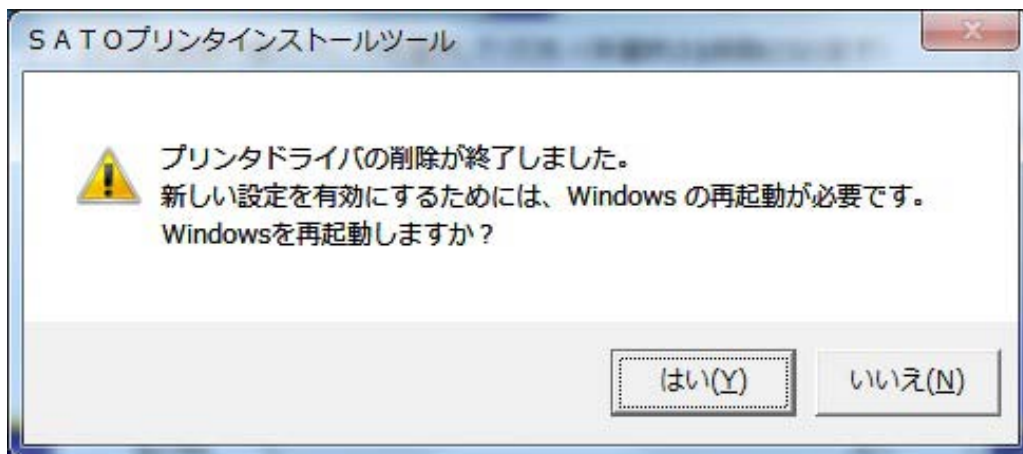 ＳＡＴＯプリンタインストールツール
プリンタドライバの削除が終了しました。
新しい設定を有効にするためには、Windows の再起動が必要です。
Windowsを再起動しますか？
はい(Y)
いいえ(N)